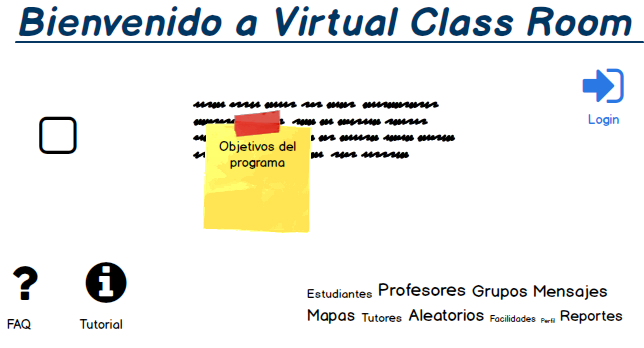 Bienvenido a Virtual Class Room
Login
Objetivos del
programa
FAQ
Tutorial
Estudiantes Profesores Grupos Mensajes
Mapas Tutores Aleatorios Facilidades Perfil Reportes